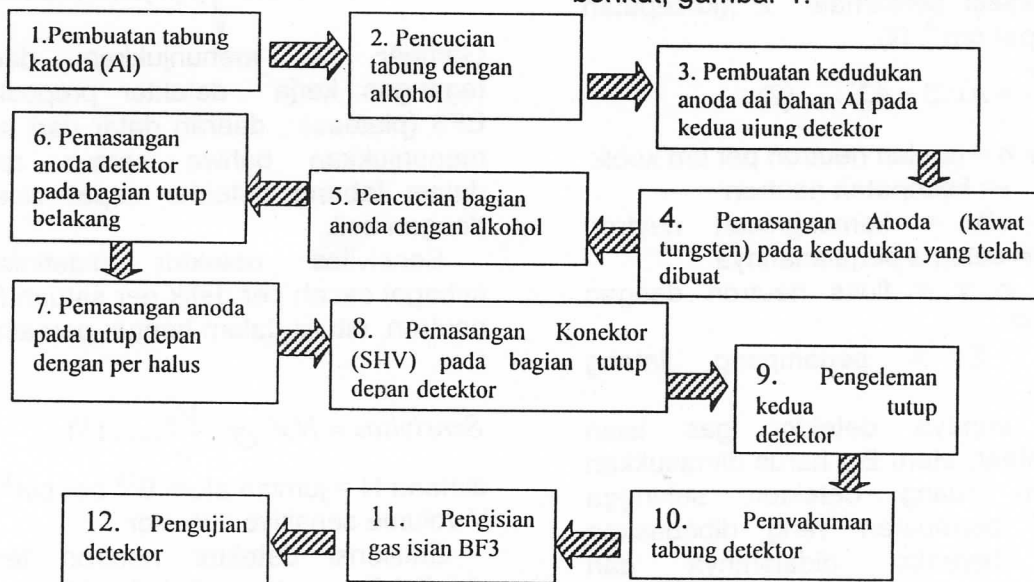 1.Pembuatan tabung
katoda (Al)
2. Pencucian
tabung dengan
alkohol
3. Pembuatan kedudukan
anoda dai bahan Al pada
kedua ujung detektor
4. Pemasangan Anoda (kawat
tungsten) pada kedudukan yang telah
dibuat
5. Pencucian bagian
anoda dengan alkohol
6. Pemasangan
anoda detektor
pada bagian tutup
belakang
7. Pemasangan anoda
pada tutup depan
dengan per halus
8. Pemasangan Konektor
(SHV) pada bagian tutup
depan detektor
9. Pengeleman
kedua tutup
detektor
10. Pemvakuman
tabung detektor
11. Pengisian
gas isian BF3
12. Pengujian
detektor